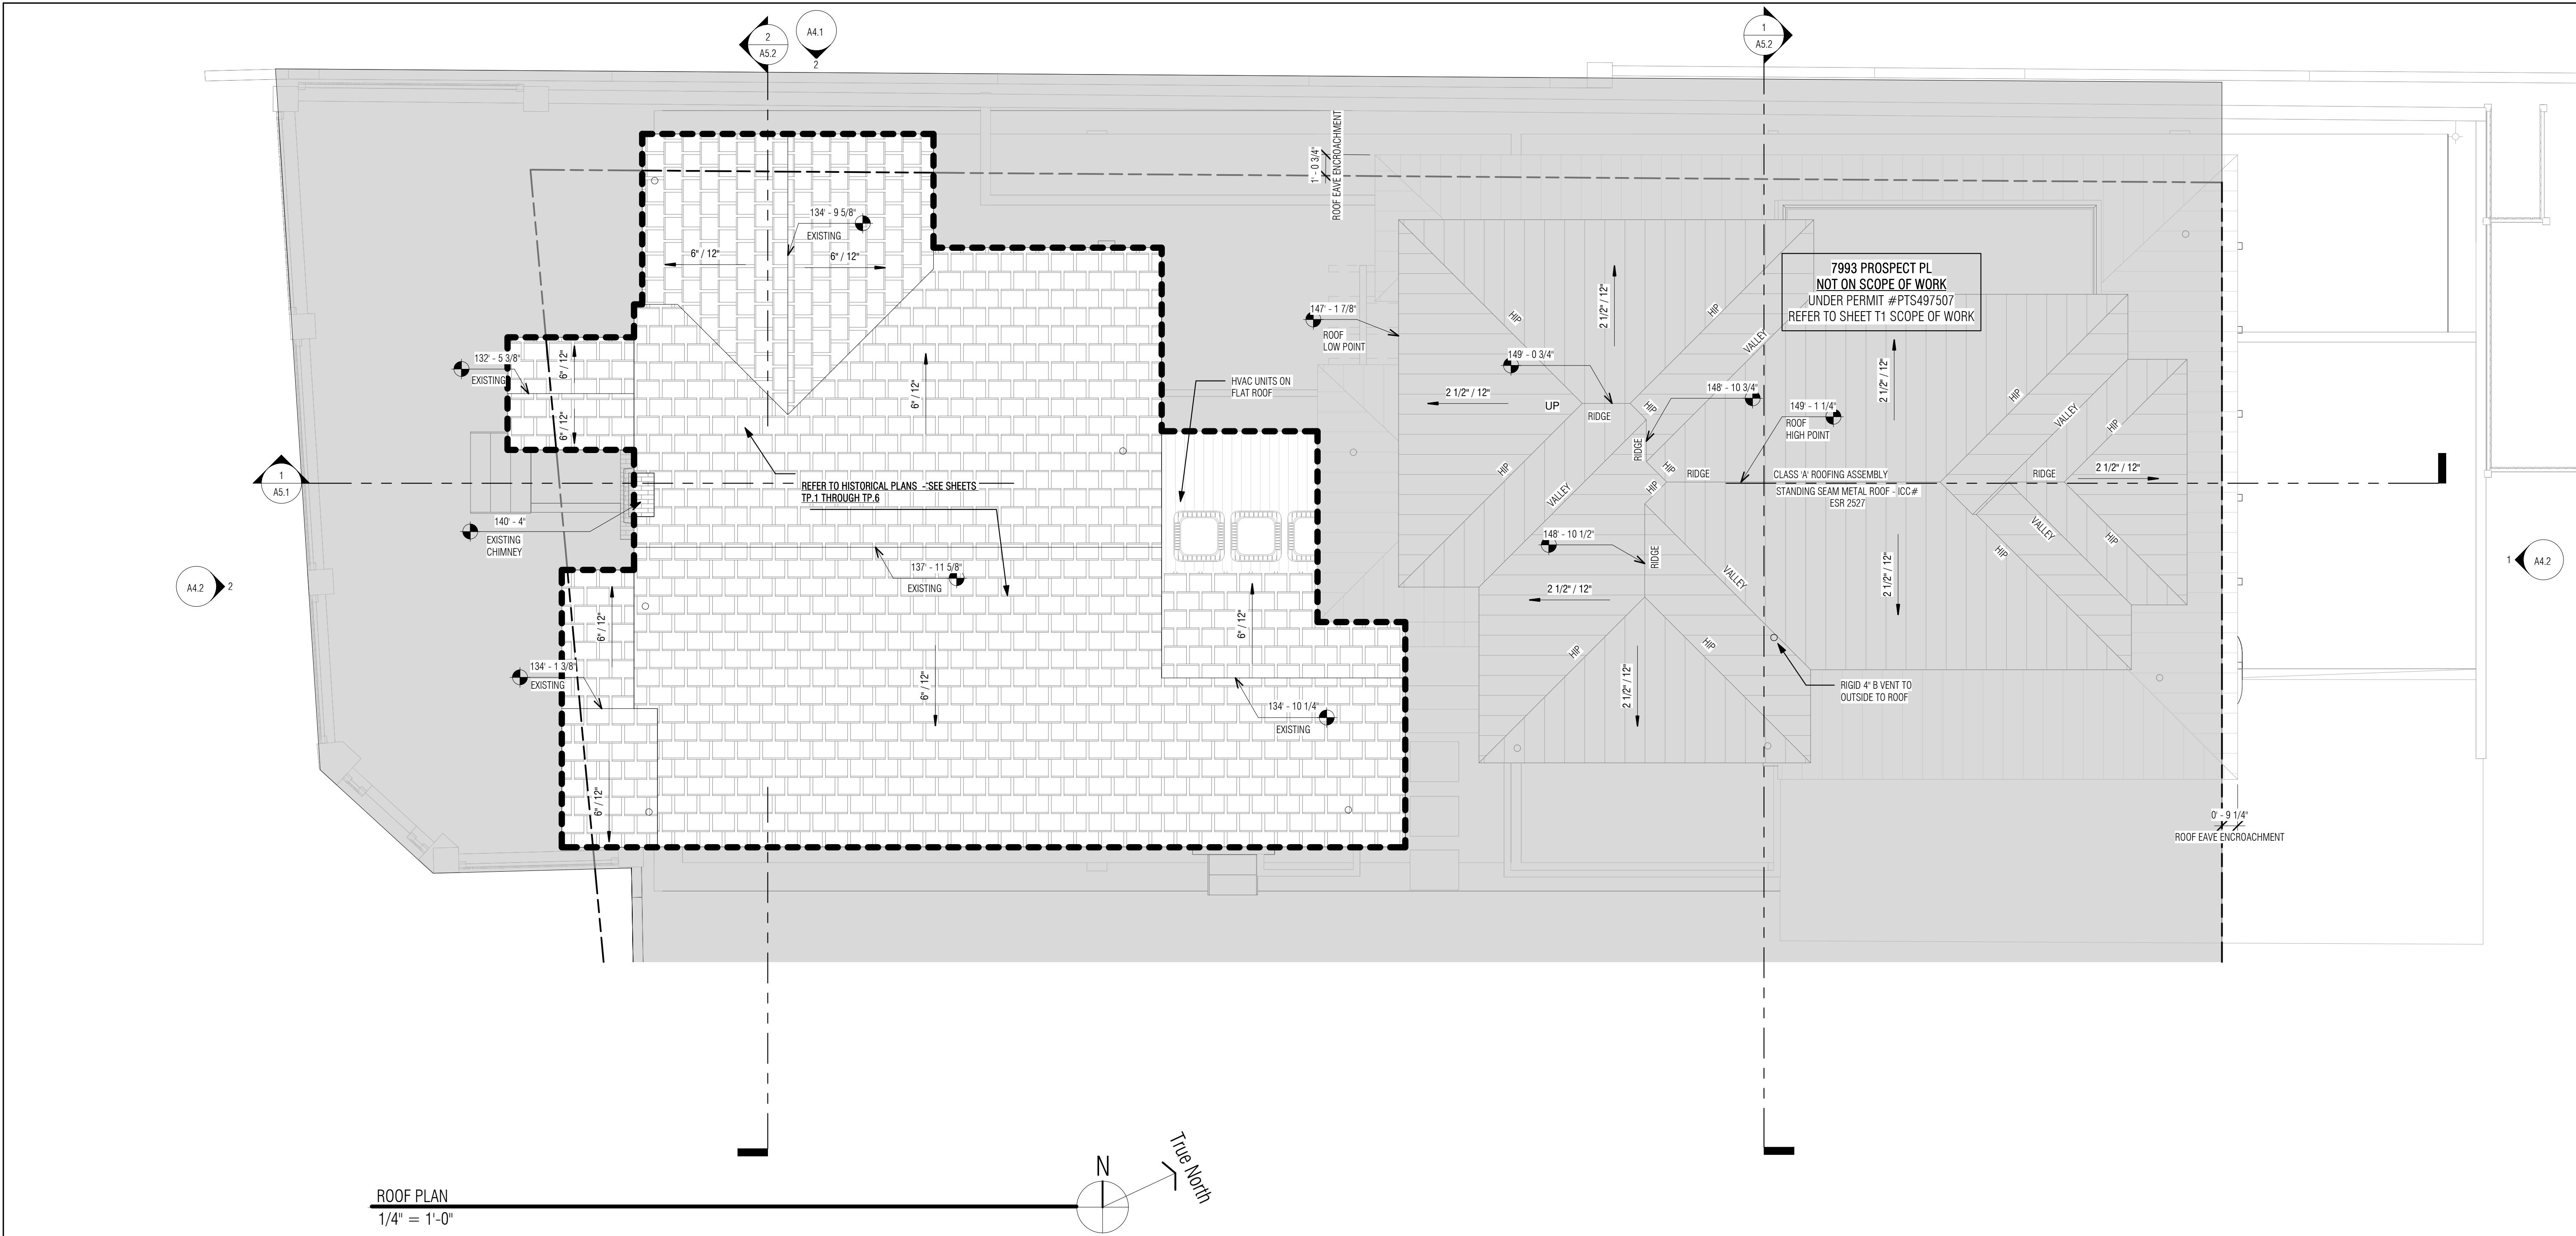 2
A5.2
A4.1
2
1
A5.2
1' - 0 3/4"
ROOF EAVE ENCROACHMENT
134' - 9 5/8"
EXISTING
6" / 12"
6" / 12"
7993 PROSPECT PL
NOT ON SCOPE OF WORK
UNDER PERMIT #PTS497507
REFER TO SHEET T1 SCOPE OF WORK
147' - 1 7/8"
ROOF
LOW POINT
HIP
2 1/2" / 12"
HIP
VALLEY
132' - 5 3/8"
EXISTING
6" / 12"
6" / 12"
6" / 12"
HVAC UNITS ON
FLAT ROOF
149' - 0 3/4"
2 1/2" / 12"
UP
RIDGE
HIP
148' - 10 3/4"
149' - 1 1/4"
ROOF
HIGH POINT
2 1/2" / 12"
HIP
VALLEY
HIP
1
A5.1
REFER TO HISTORICAL PLANS - SEE SHEETS
TP.1 THROUGH TP.6
HIP
VALLEY
RIDGE
HIP
HIP
RIDGE
CLASS 'A' ROOFING ASSEMBLY
STANDING SEAM METAL ROOF - ICC#
ESR 2527
RIDGE
2 1/2" / 12"
140' - 4"
EXISTING
CHIMNEY
148' - 10 1/2"
RIDGE
VALLEY
HIP
VALLEY
HIP
A4.2
2
137' - 11 5/8"
EXISTING
2 1/2" / 12"
2 1/2" / 12"
1
A4.2
6" / 12"
6" / 12"
134' - 1 3/8"
EXISTING
6" / 12"
HIP
HIP
2 1/2" / 12"
RIGID 4" B VENT TO
OUTSIDE TO ROOF
134' - 10 1/4"
EXISTING
6" / 12"
0' - 9 1/4"
ROOF EAVE ENCROACHMENT
N
True North
ROOF PLAN
1/4" = 1'-0"